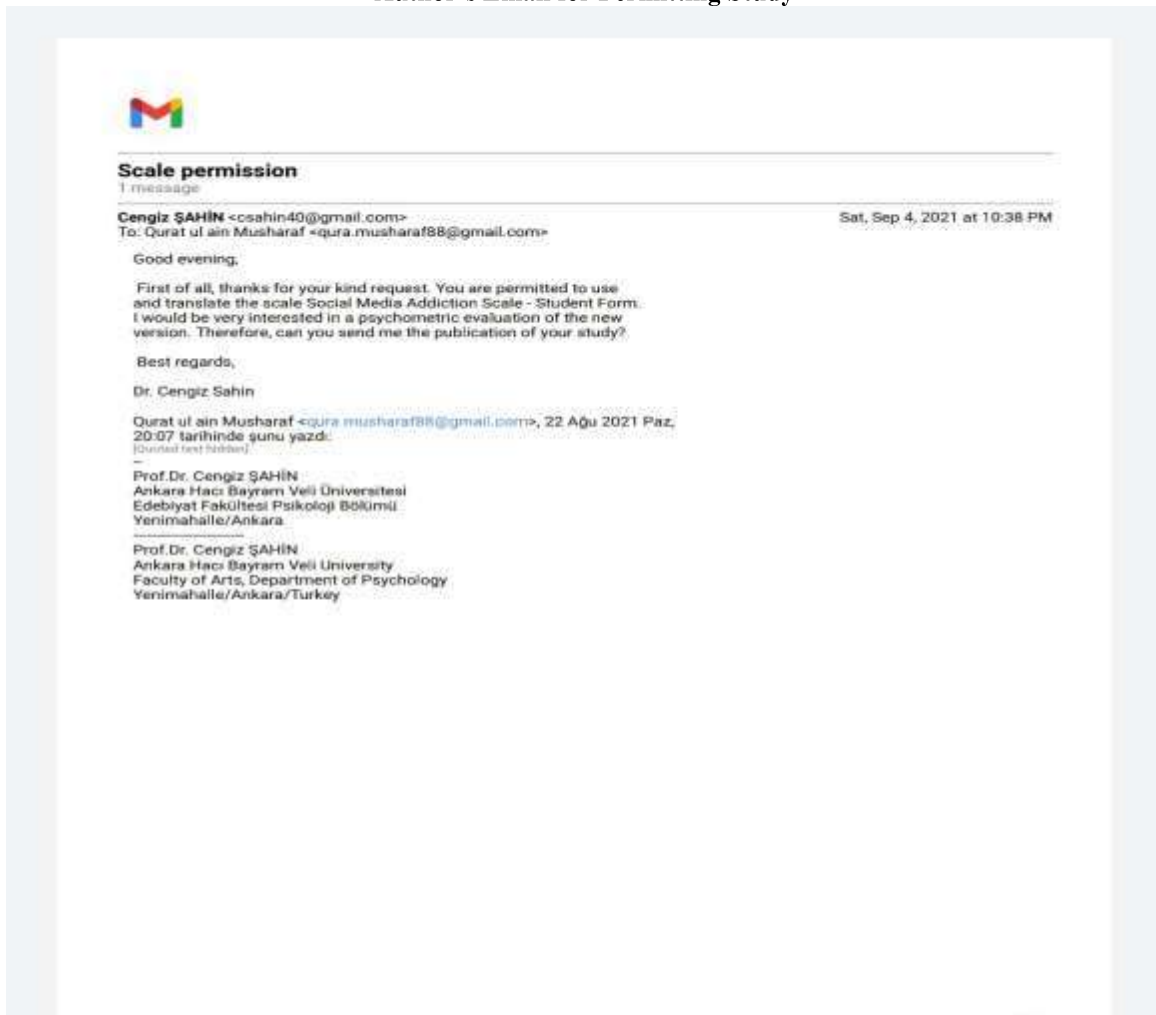 Author's Email for Permitting Study
Scale permission
1 message
Cengiz ŞAHİN <csahin40@gmail.com>
Sat, Sep 4, 2021 at 10:38 PM
To: Qurat ul ain Musharaf <qura.musharaf88@gmail.com>
Good evening,
First of all, thanks for your kind request. You are permitted to use
and translate the scale Social Media Addiction Scale - Student Form.
I would be very interested in a psychometric evaluation of the new
version. Therefore, can you send me the publication of your study?
Best regards,
Dr. Cengiz Sahin
Qurat ul ain Musharaf <qura.musharaf88@gmail.com>, 22 Ağu 2021 Paz,
20:07 tarihinde şunu yazdı:
[Quoted text hidden]
--
Prof.Dr. Cengiz ŞAHİN
Ankara Hacı Bayram Veli Üniversitesi
Edebiyat Fakültesi Psikoloji Bölümü
Yenimahalle/Ankara
--------------------
Prof.Dr. Cengiz ŞAHİN
Ankara Hacı Bayram Veli University
Faculty of Arts, Department of Psychology
Yenimahalle/Ankara/Turkey